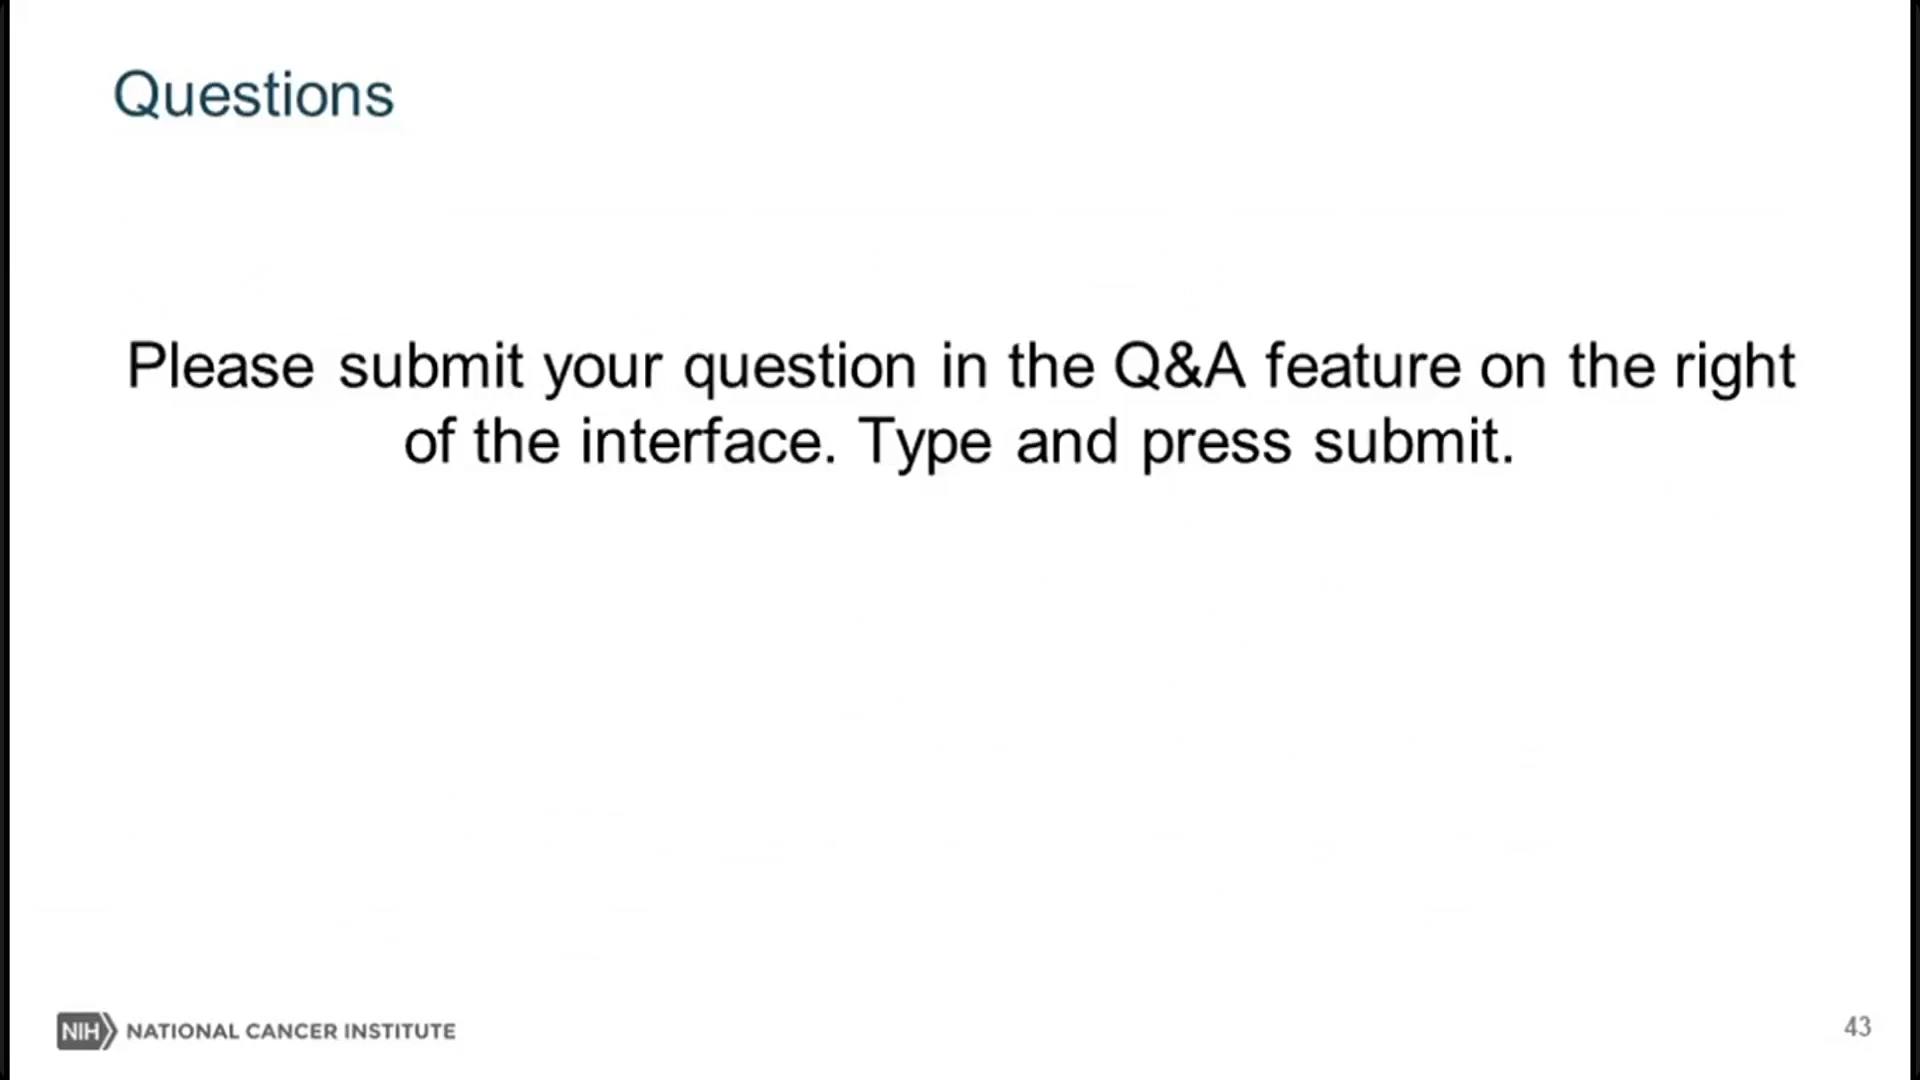 Questions
Please submit your question in the Q&A feature on the right
of the interface. Type and press submit.
NIH NATIONAL CANCER INSTITUTE
43